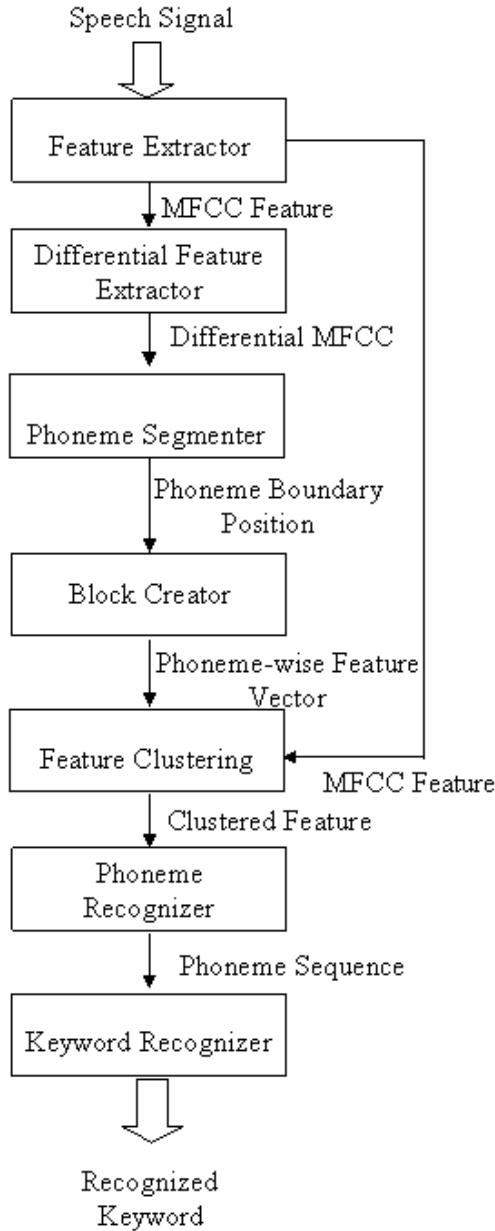 Speech Signal
Feature Extractor
MFCC Feature
Differential Feature
Extractor
Differential MFCC
Phoneme Segmenter
Phoneme Boundary
Position
Block Creator
Phoneme-wise Feature
Vector
Feature Clustering
MFCC Feature
Clustered Feature
Phoneme
Recognizer
Phoneme Sequence
Keyword Recognizer
Recognized
Keyword